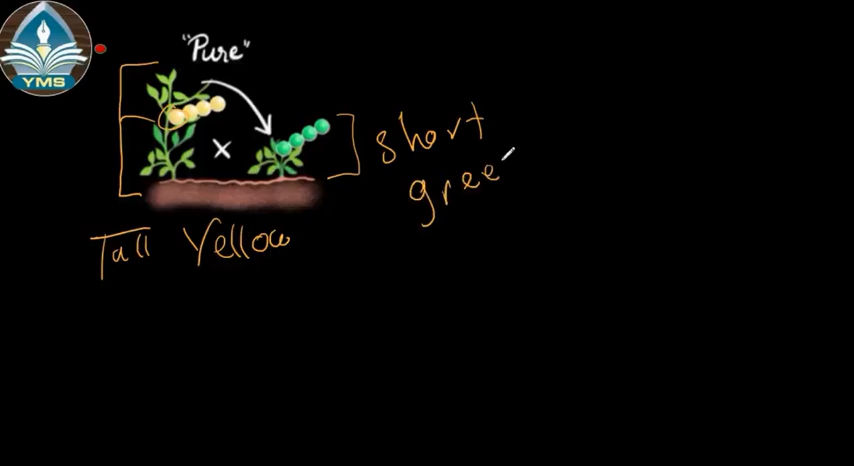 YMS
"Pure"
x
short
gree
Tall Yellow